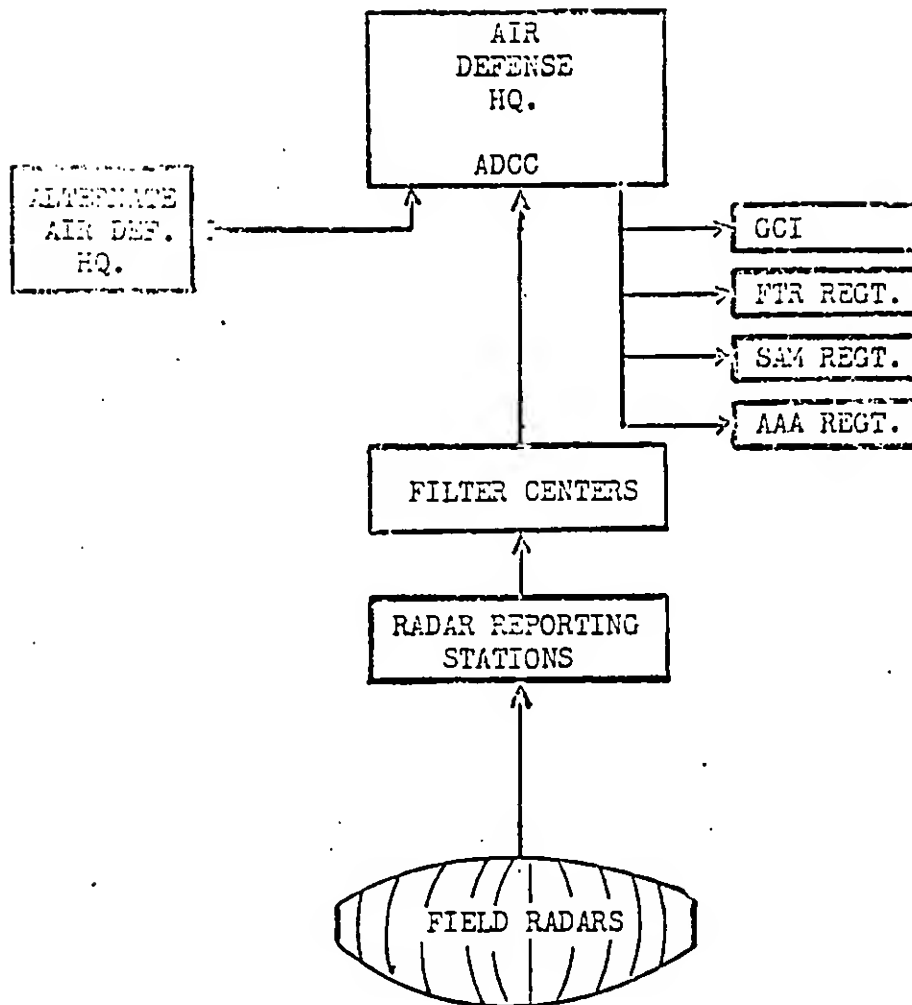 AIR
DEFENSE
HQ.
ADCC
ALTERNATE
AIR DEF.
HQ.
GCI
FTR REGT.
SAM REGT.
AAA REGT.
FILTER CENTERS
RADAR REPORTING
STATIONS
FIELD RADARS